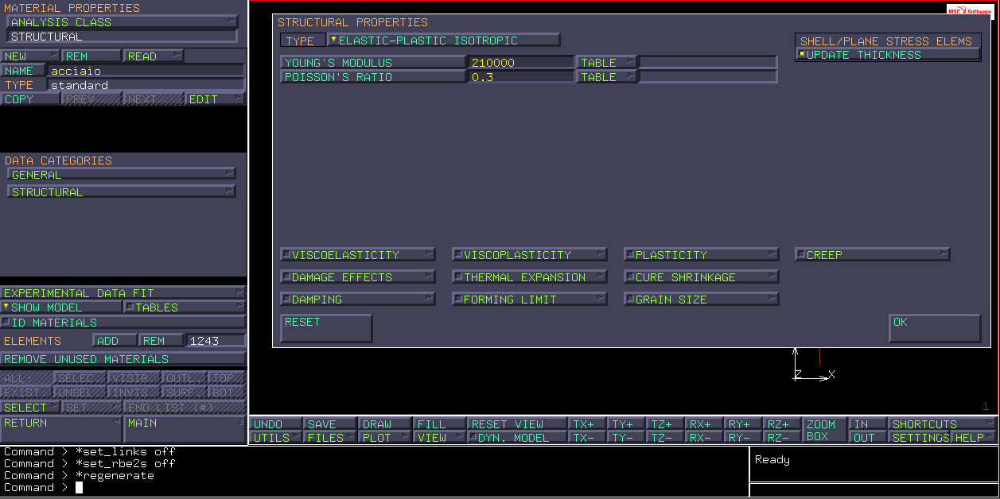 MATERIAL PROPERTIES
ANALYSIS CLASS
STRUCTURAL
NEW REM READ
NAME acciaio
TYPE standard
COPY PREV NEXT EDIT
DATA CATEGORIES
GENERAL
STRUCTURAL
EXPERIMENTAL DATA FIT
SHOW MODEL TABLES
ID MATERIALS
ELEMENTS ADD REM 1243
REMOVE UNUSED MATERIALS
ALL: SELEC. VISIB. OUTL. TOP
EXIST. UNSEL. INVIS. SURF. BOT
SELECT SET END LIST (#)
RETURN MAIN
MSC Software
STRUCTURAL PROPERTIES
TYPE ELASTIC-PLASTIC ISOTROPIC
SHELL/PLANE STRESS ELEMS
UPDATE THICKNESS
YOUNG'S MODULUS 210000 TABLE
POISSON'S RATIO 0.3 TABLE
VISCOELASTICITY VISCOPLASTICITY PLASTICITY CREEP
DAMAGE EFFECTS THERMAL EXPANSION CURE SHRINKAGE
DAMPING FORMING LIMIT GRAIN SIZE
RESET OK
Z X
1
UNDO SAVE DRAW FILL RESET VIEW TX+ TY+ TZ+ RX+ RY+ RZ+ ZOOM BOX IN SHORTCUTS
UTILS FILES PLOT VIEW DYN. MODEL TX- TY- TZ- RX- RY- RZ- OUT SETTINGS HELP
Command > *set_links off
Command > *set_rbe2s off
Command > *regenerate
Command >
Ready